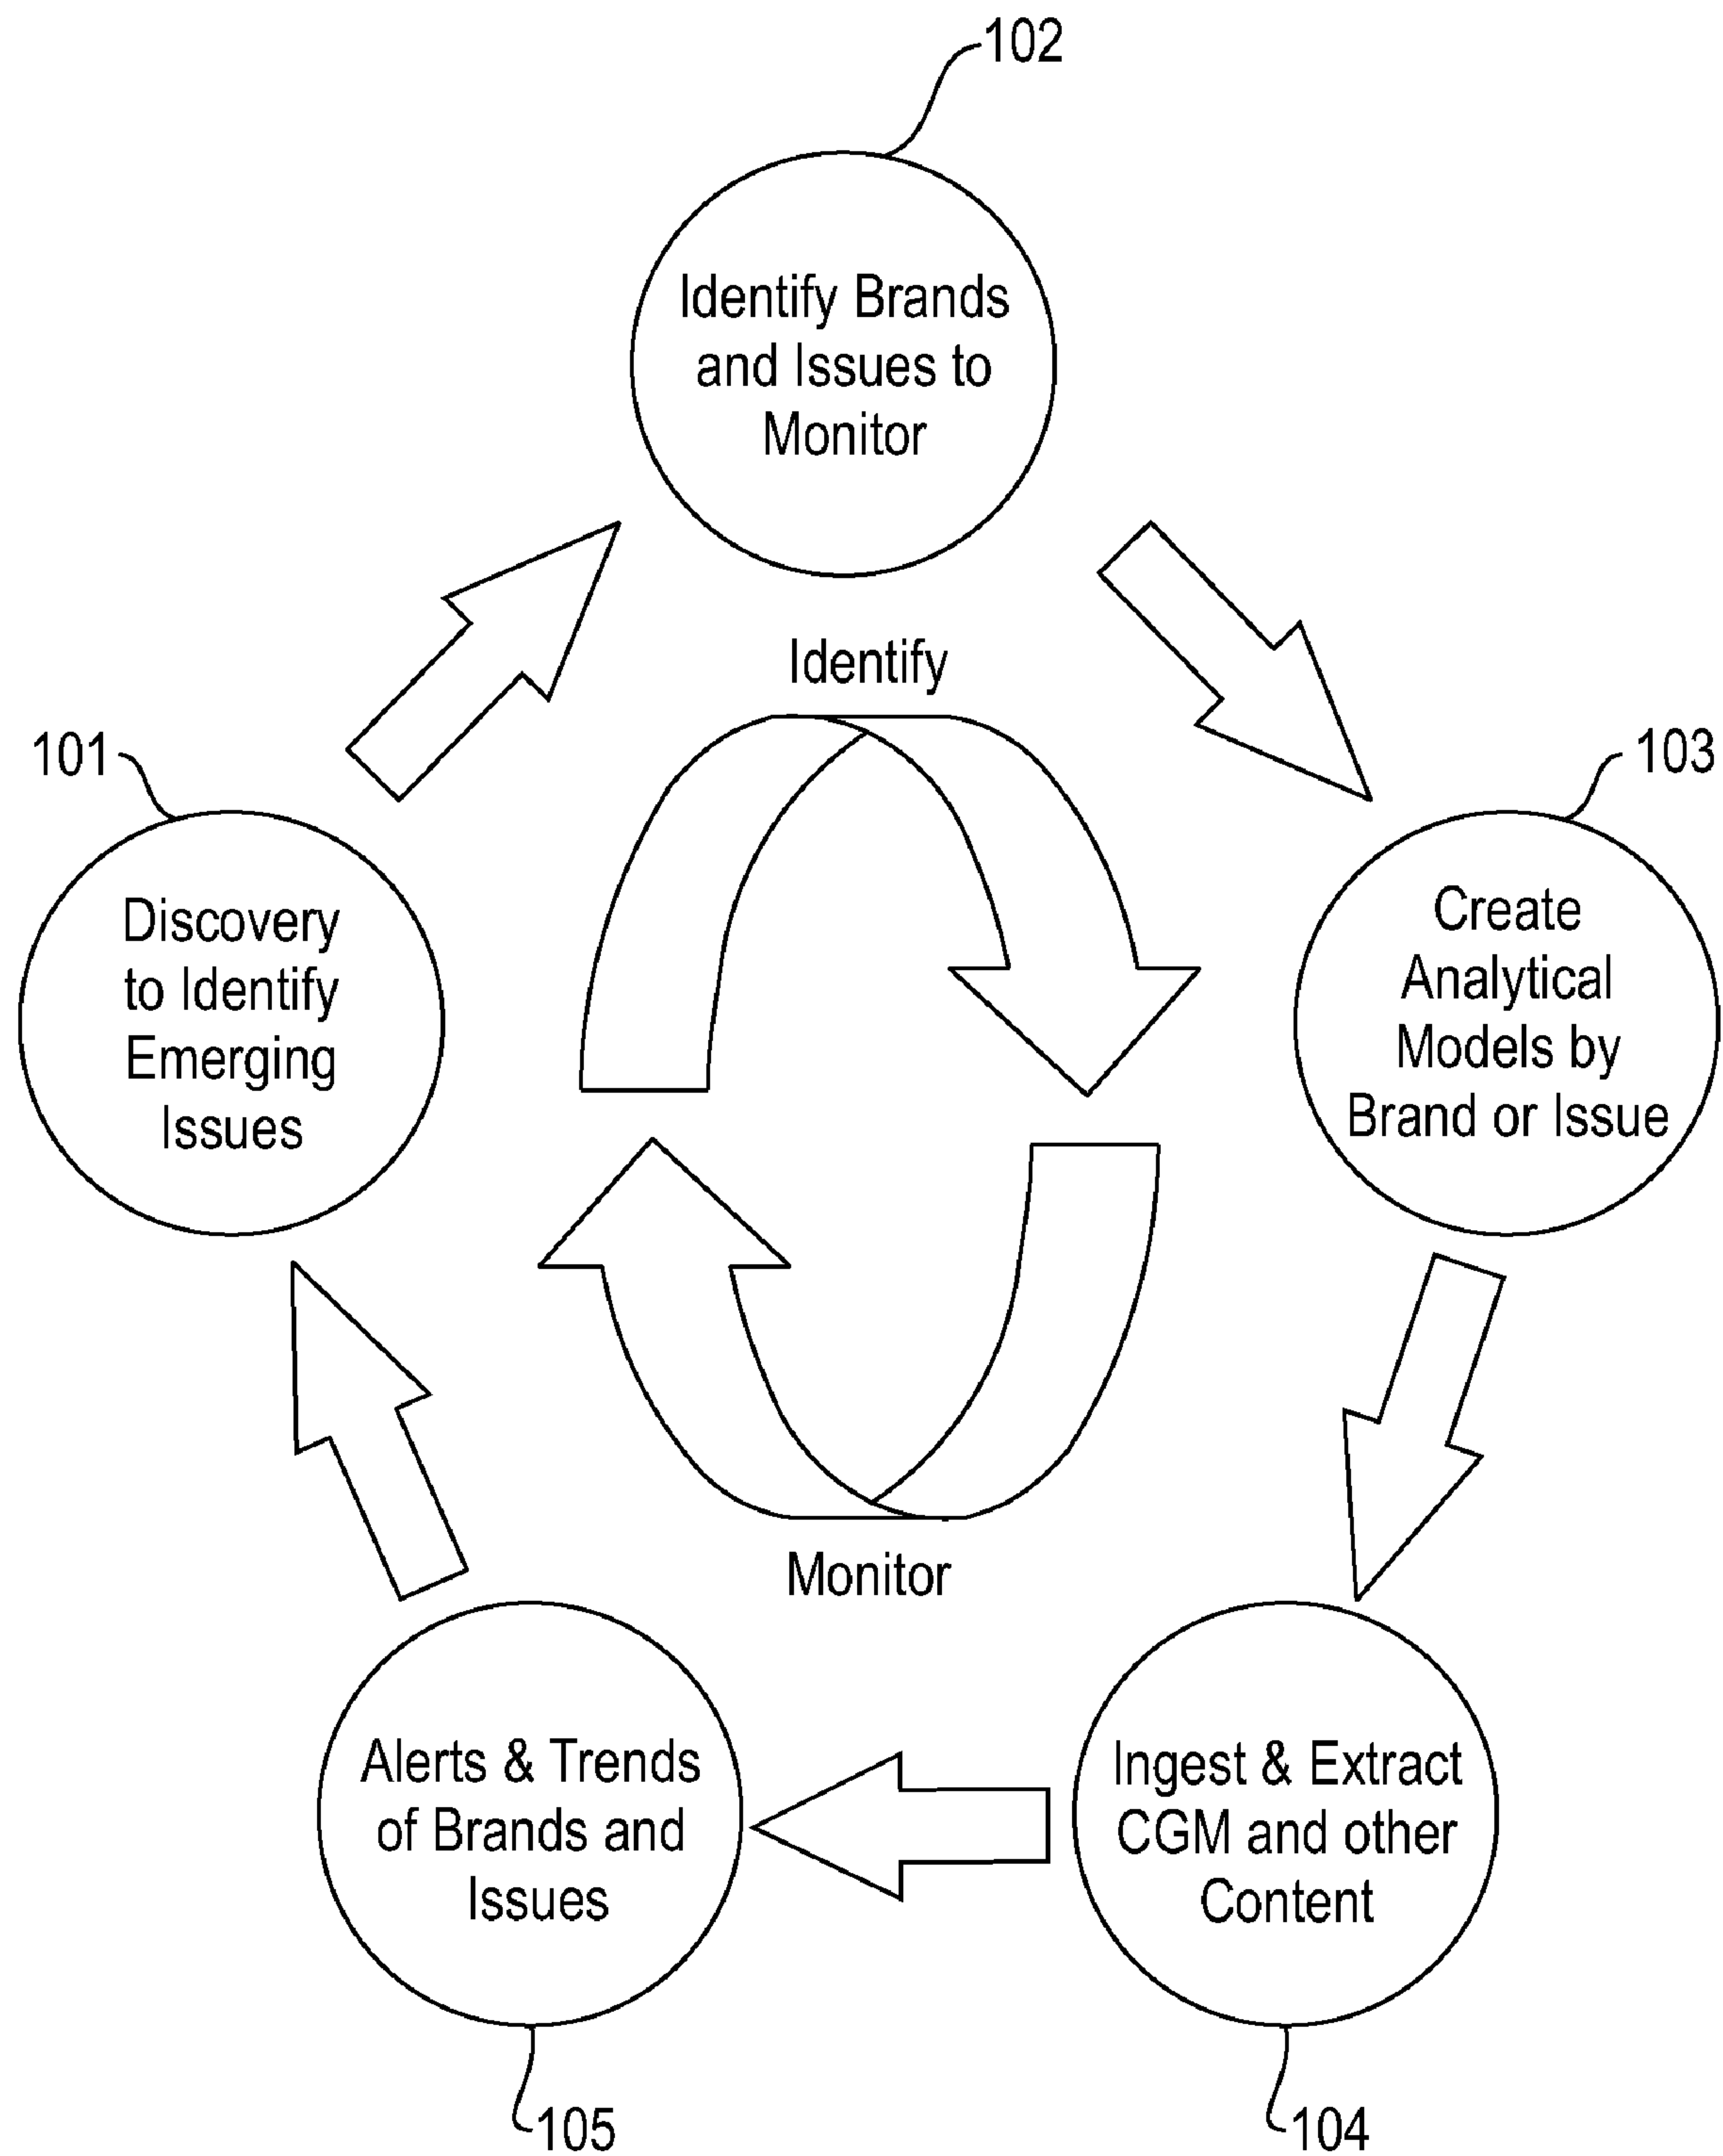 102
Identify Brands
and Issues to
Monitor
Identify
101
103
Discovery
to Identify
Emerging
Issues
Create
Analytical
Models by
Brand or Issue
Monitor
Alerts & Trends
of Brands and
Issues
Ingest & Extract
CGM and other
Content
105
104